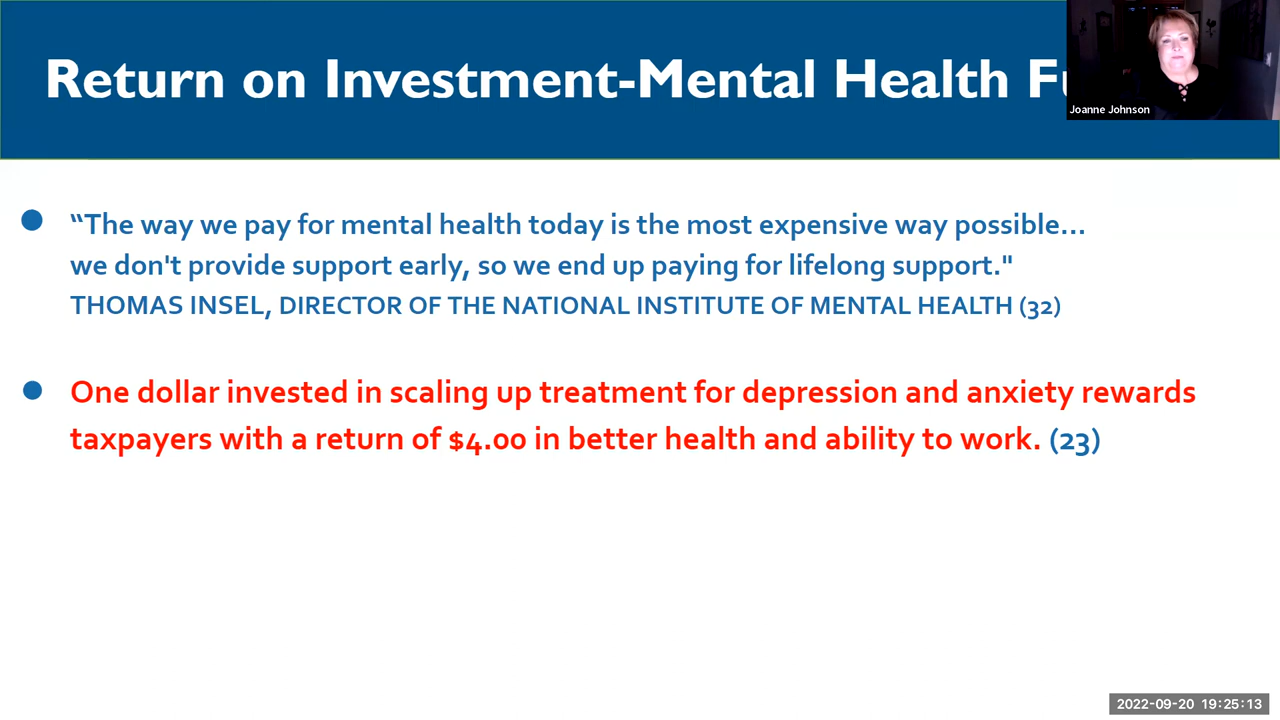 Return on Investment-Mental Health
Joanne Johnson
“The way we pay for mental health today is the most expensive way possible...
we don't provide support early, so we end up paying for lifelong support."
THOMAS INSEL, DIRECTOR OF THE NATIONAL INSTITUTE OF MENTAL HEALTH (32)
One dollar invested in scaling up treatment for depression and anxiety rewards
taxpayers with a return of $4.00 in better health and ability to work. (23)
2022-09-20 19:25:13